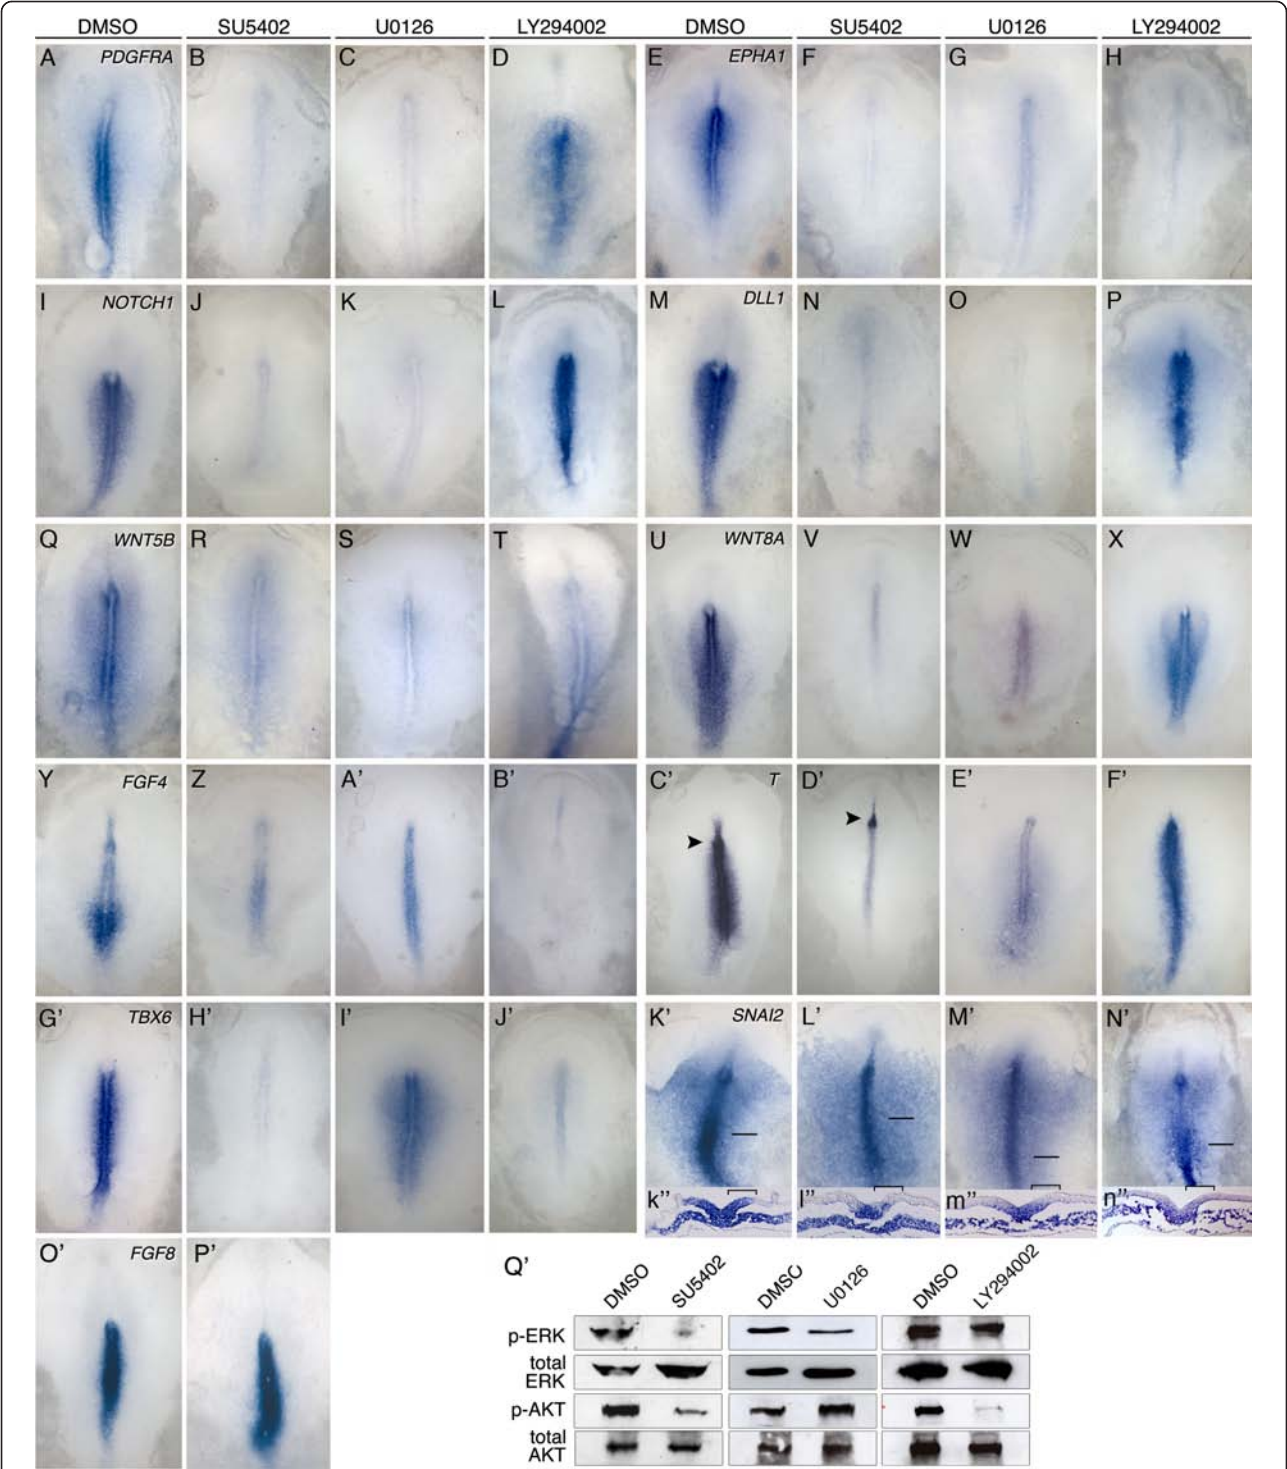 DMSO SU5402 U0126 LY294002 DMSO SU5402 U0126 LY294002
A PDGFRA B C D E EPHA1 F G H
I NOTCH1 J K L M DLL1 N O P
Q WNT5B R S T U WNT8A V W X
Y FGF4 Z A' B' C' T D' E' F'
G' TBX6 H' I' J' K' SNAI2 L' M' N'
k'' l'' m'' n''
O' FGF8 P' Q'
DMSO SU5402 DMSO U0126 DMSO LY294002
p-ERK
total
ERK
p-AKT
total
AKT